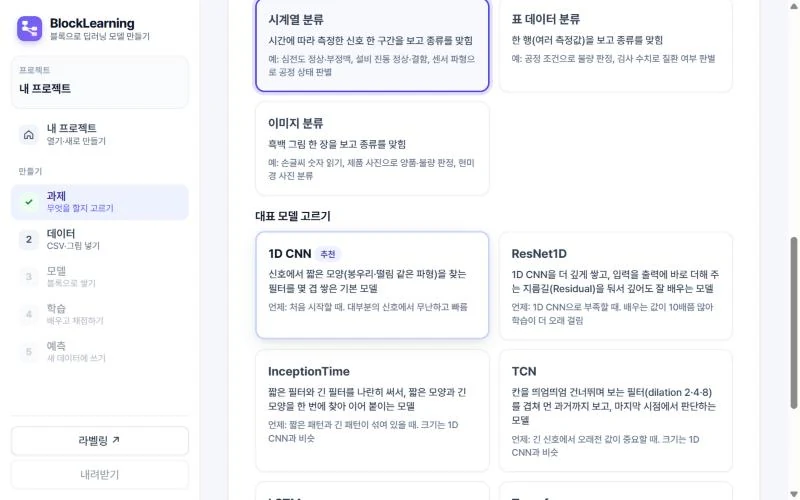 BlockLearning
블록으로 딥러닝 모델 만들기
프로젝트
내 프로젝트
내 프로젝트
열기·새로 만들기
만들기
과제
무엇을 할지 고르기
2
데이터
CSV·그림 넣기
3
모델
블록으로 쌓기
4
학습
배우고 채점하기
5
예측
새 데이터에 쓰기
라벨링 ↗
내려받기
시계열 분류
시간에 따라 측정한 신호 한 구간을 보고 종류를 맞힘
예: 심전도 정상·부정맥, 설비 진동 정상·결함, 센서 파형으
로 공정 상태 판별
표 데이터 분류
한 행(여러 측정값)을 보고 종류를 맞힘
예: 공정 조건으로 불량 판정, 검사 수치로 질환 여부 판별
이미지 분류
흑백 그림 한 장을 보고 종류를 맞힘
예: 손글씨 숫자 읽기, 제품 사진으로 양품·불량 판정, 현미
경 사진 분류
대표 모델 고르기
1D CNN 추천
신호에서 짧은 모양(봉우리·떨림 같은 파형)을 찾는
필터를 몇 겹 쌓은 기본 모델
언제: 처음 시작할 때. 대부분의 신호에서 무난하고 빠름
ResNet1D
1D CNN을 더 깊게 쌓고, 입력을 출력에 바로 더해 주
는 지름길(Residual)을 둬서 깊어도 잘 배우는 모델
언제: 1D CNN으로 부족할 때. 배우는 값이 10배쯤 많아
학습이 더 오래 걸림
InceptionTime
짧은 필터와 긴 필터를 나란히 써서, 짧은 모양과 긴
모양을 한 번에 찾아 이어 붙이는 모델
언제: 짧은 패턴과 긴 패턴이 섞여 있을 때. 크기는 1D
CNN과 비슷
TCN
칸을 띄엄띄엄 건너뛰며 보는 필터(dilation 2·4·8)
를 겹쳐 먼 과거까지 보고, 마지막 시점에서 판단하는
모델
언제: 긴 신호에서 오래전 값이 중요할 때. 크기는 1D
CNN과 비슷